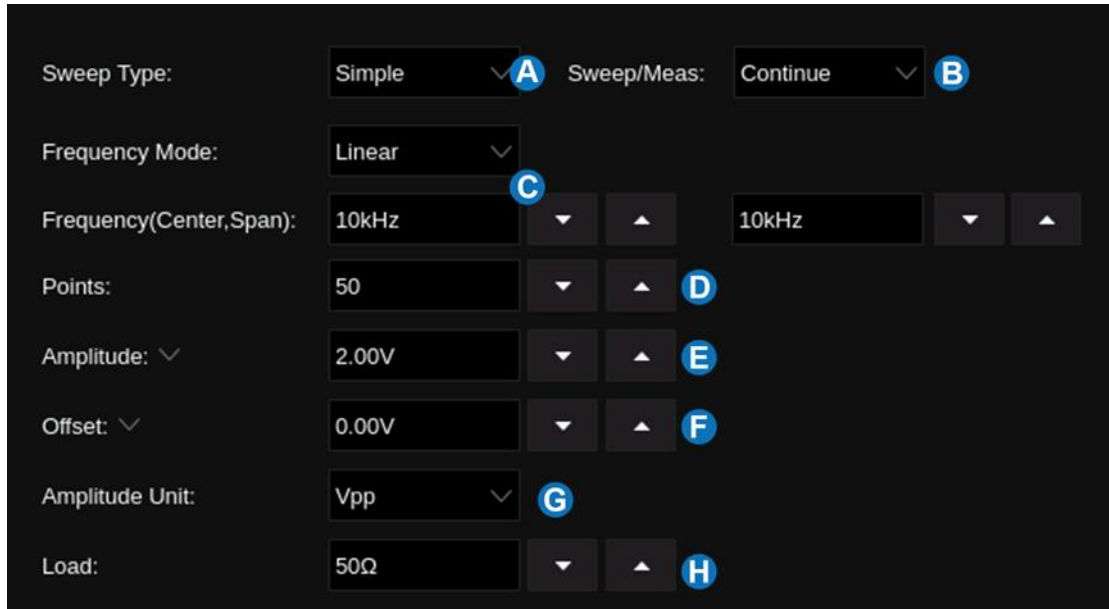 Sweep Type: Simple A Sweep/Meas: Continue B
Frequency Mode: Linear
C
Frequency(Center,Span): 10kHz 10kHz
Points: 50 D
Amplitude: 2.00V E
Offset: 0.00V F
Amplitude Unit: Vpp G
Load: 50Ω H